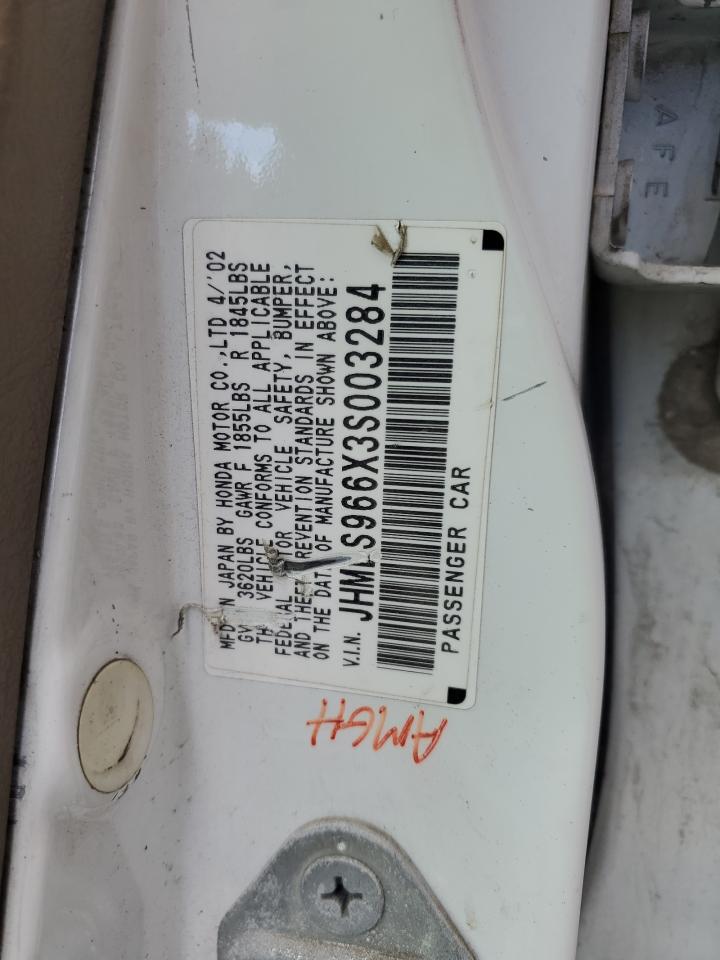 MFD IN JAPAN BY HONDA MOTOR CO.,LTD 4/'02
GVWR 3620LBS GAWR F 1855LBS R 1845LBS
THIS VEHICLE CONFORMS TO ALL APPLICABLE
FEDERAL MOTOR VEHICLE SAFETY, BUMPER,
AND THEFT PREVENTION STANDARDS IN EFFECT
ON THE DATE OF MANUFACTURE SHOWN ABOVE:
V.I.N. JHMES966X3S003284
PASSENGER CAR
AMGH